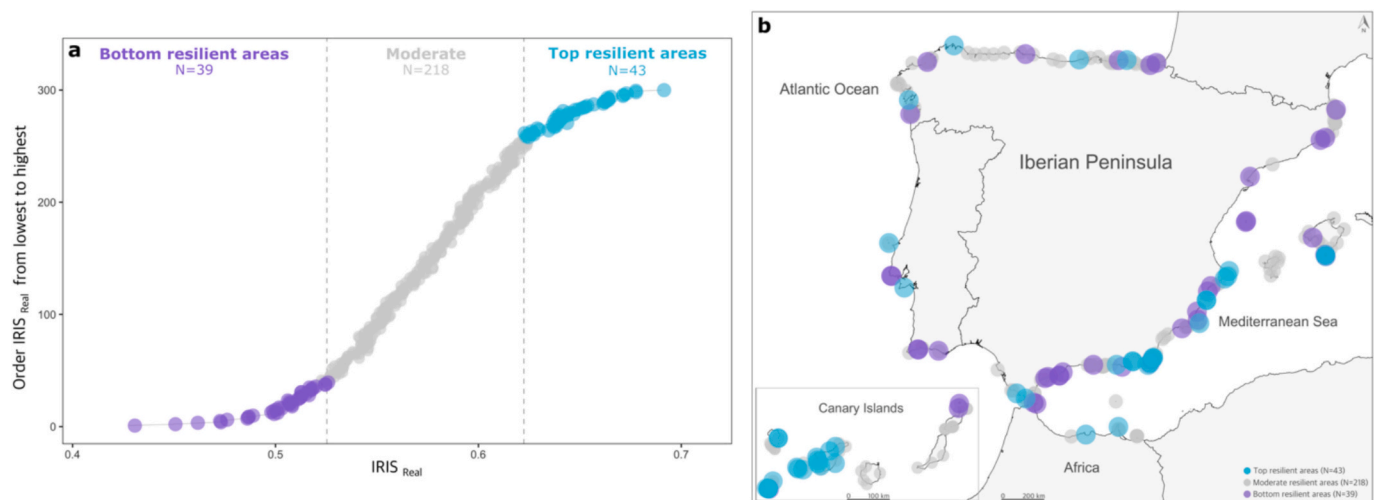 a
Bottom resilient areas
N=39
Moderate
N=218
Top resilient areas
N=43
Order IRIS Real from lowest to highest
300
200
100
0
0.4
0.5
0.6
0.7
IRIS Real
b
N
Atlantic Ocean
Iberian Peninsula
Mediterranean Sea
Canary Islands
Africa
0
100 km
0
200 km
Top resilient areas (N=43)
Moderate resilient areas (N=218)
Bottom resilient areas (N=39)